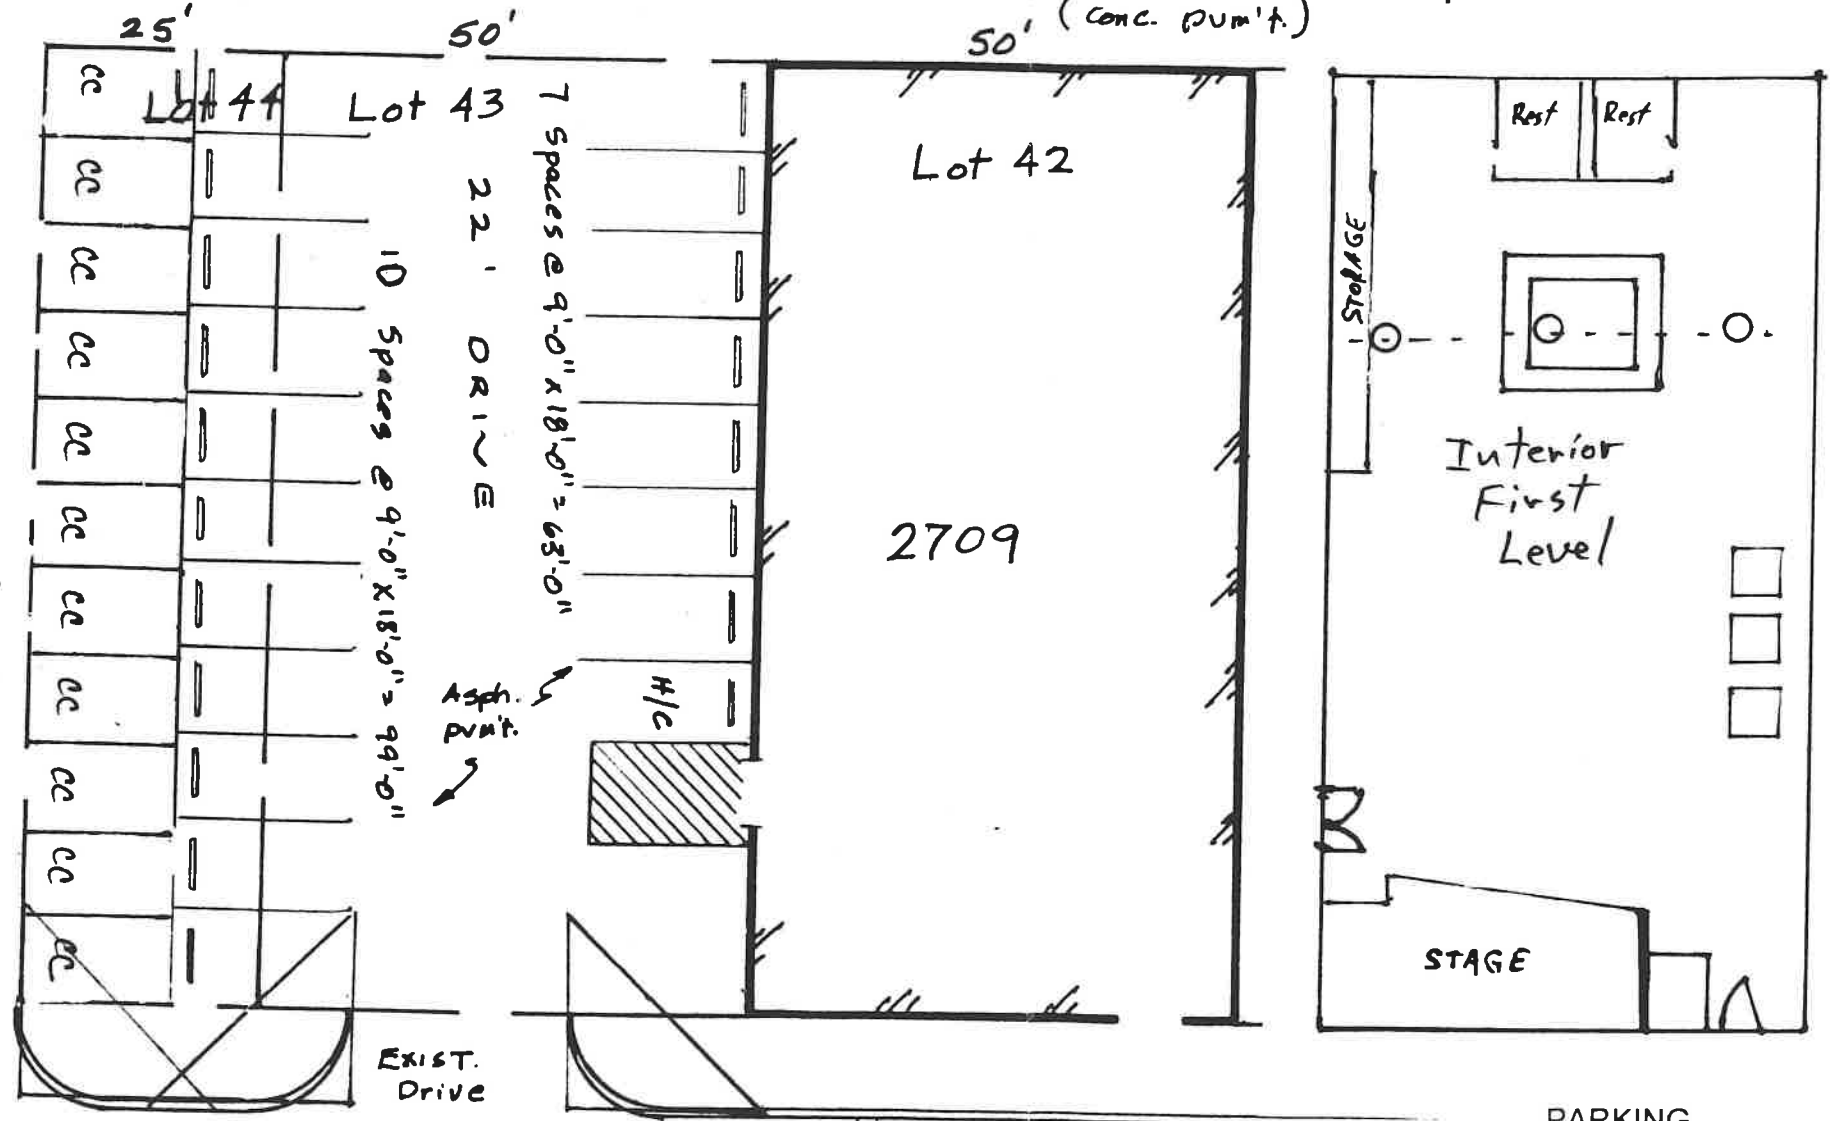 (conc. pvm't.)
25'
50'
50'
Lot 44
Lot 43
Lot 42
7 Spaces @ 9'-0" x 18'-0" = 63'-0"
22' DRIVE
10 Spaces @ 9'-0" x 18'-0" = 99'-0"
CC
CC
CC
CC
CC
CC
CC
CC
CC
CC
CC
Asph.
pvm't.
H/C
2709
EXIST.
Drive
Rest
Rest
STORAGE
Interior
First
Level
STAGE
PARKING